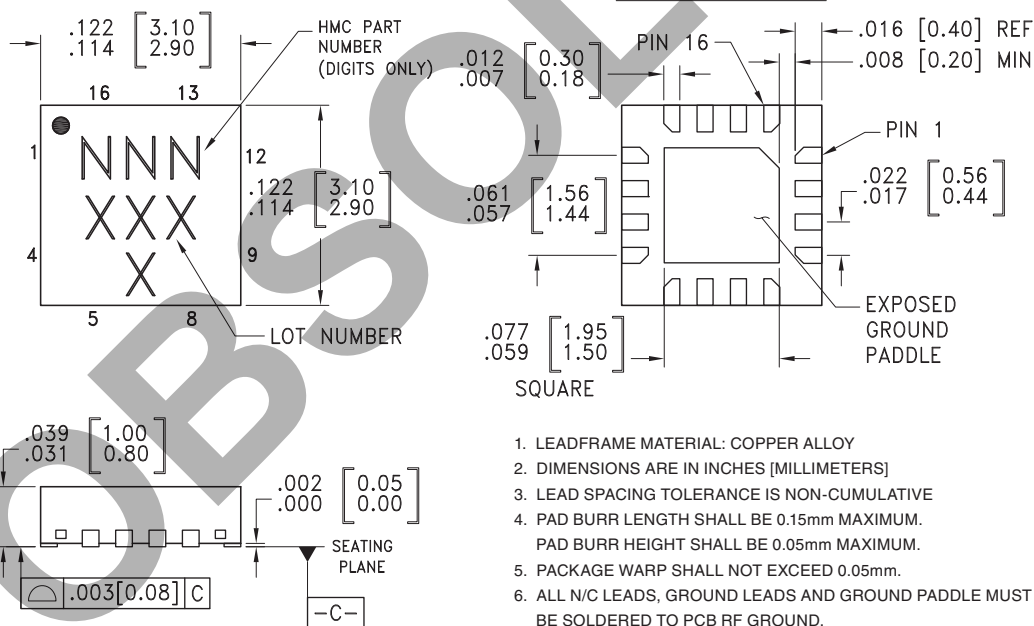 .122 [3.10]
.114 [2.90]
HMC PART
NUMBER
(DIGITS ONLY)
16 13
1 12
4 9
5 8
NNN
XXX
X
.122 [3.10]
.114 [2.90]
LOT NUMBER
.012 [0.30]
.007 [0.18]
PIN 16
.016 [0.40] REF
.008 [0.20] MIN
PIN 1
.061 [1.56]
.057 [1.44]
.022 [0.56]
.017 [0.44]
EXPOSED
GROUND
PADDLE
.077 [1.95]
.059 [1.50]
SQUARE
.039 [1.00]
.031 [0.80]
.002 [0.05]
.000 [0.00]
SEATING
PLANE
.003[0.08] C
-C-
1. LEADFRAME MATERIAL: COPPER ALLOY
2. DIMENSIONS ARE IN INCHES [MILLIMETERS]
3. LEAD SPACING TOLERANCE IS NON-CUMULATIVE
4. PAD BURR LENGTH SHALL BE 0.15mm MAXIMUM.
PAD BURR HEIGHT SHALL BE 0.05mm MAXIMUM.
5. PACKAGE WARP SHALL NOT EXCEED 0.05mm.
6. ALL N/C LEADS, GROUND LEADS AND GROUND PADDLE MUST
BE SOLDERED TO PCB RF GROUND.
OBSOL